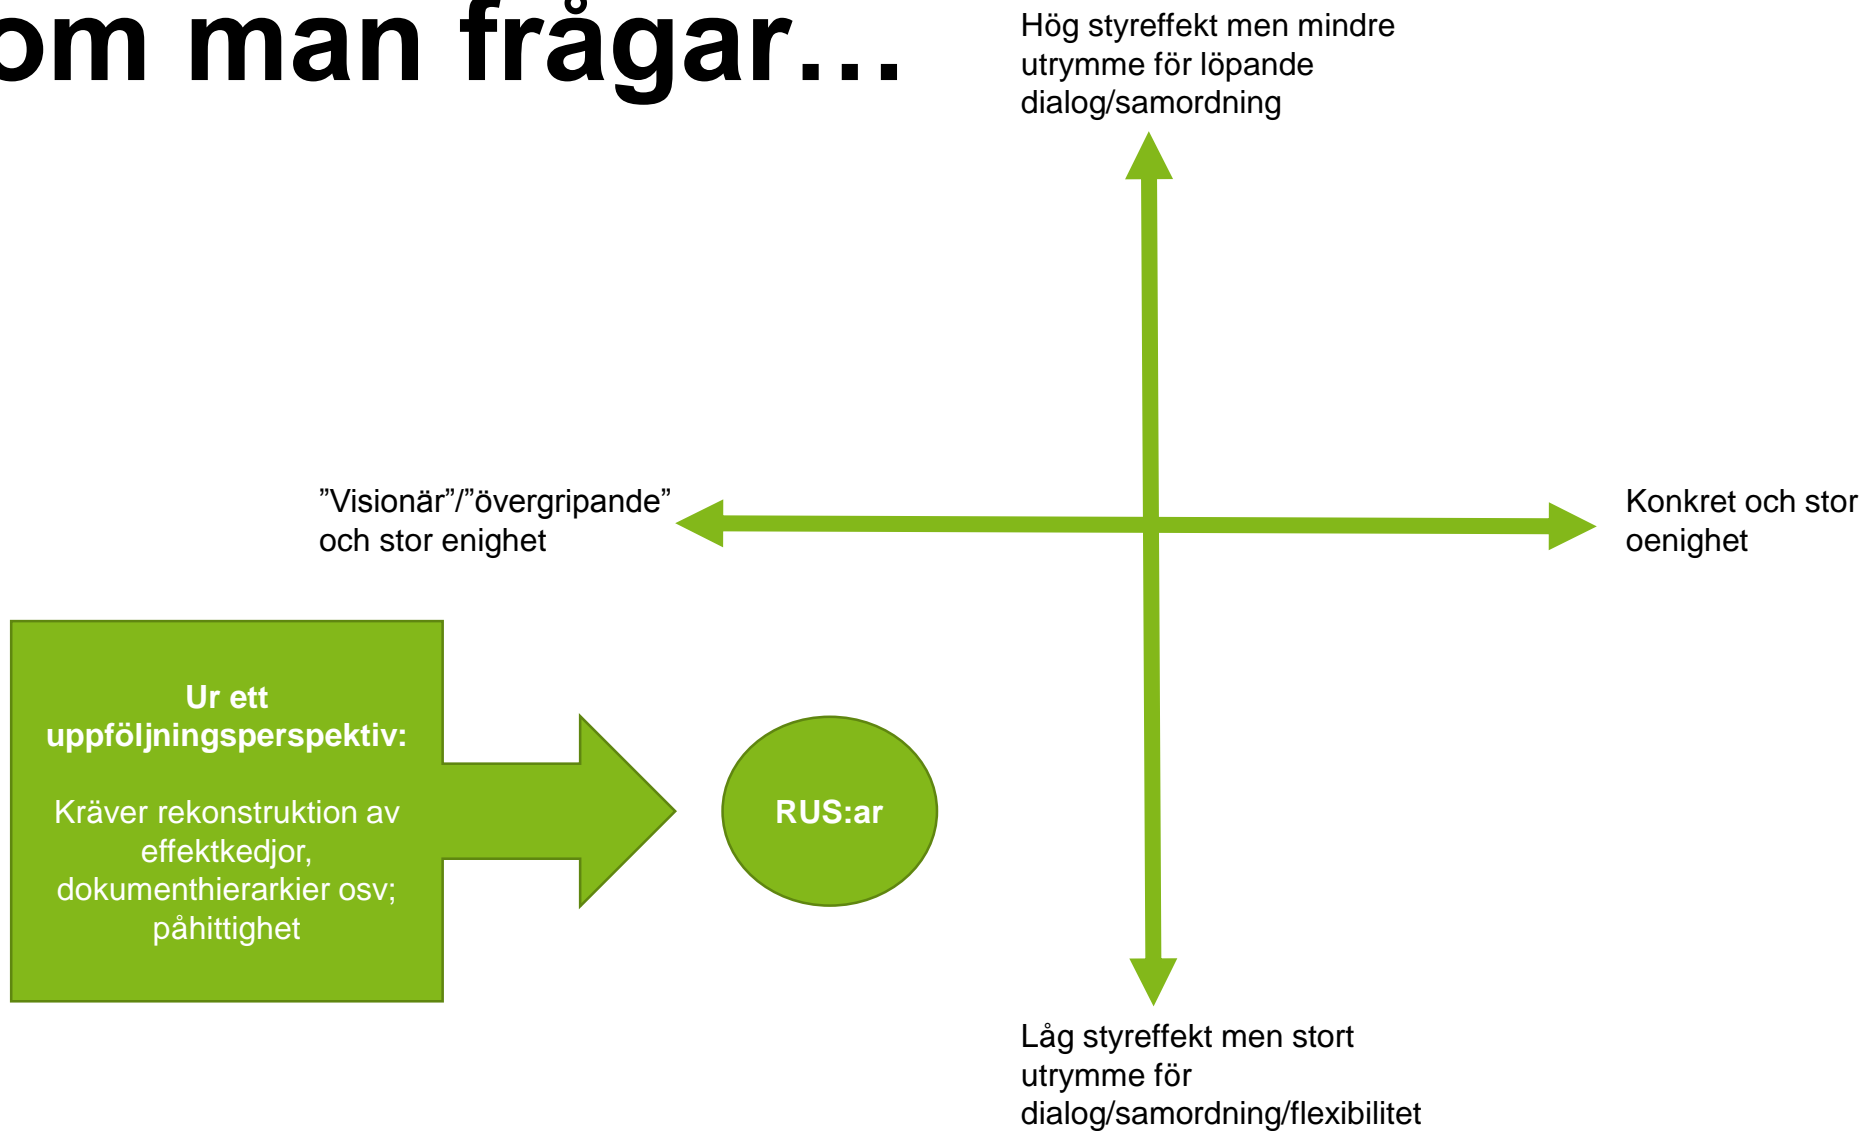 om man frågar…
Hög styreffekt men mindre
utrymme för löpande
dialog/samordning
”Visionär”/”övergripande”
och stor enighet
Konkret och stor
oenighet
Ur ett
uppföljningsperspektiv:
Kräver rekonstruktion av
effektkedjor,
dokumenthierarkier osv;
påhittighet
RUS:ar
Låg styreffekt men stort
utrymme för
dialog/samordning/flexibilitet